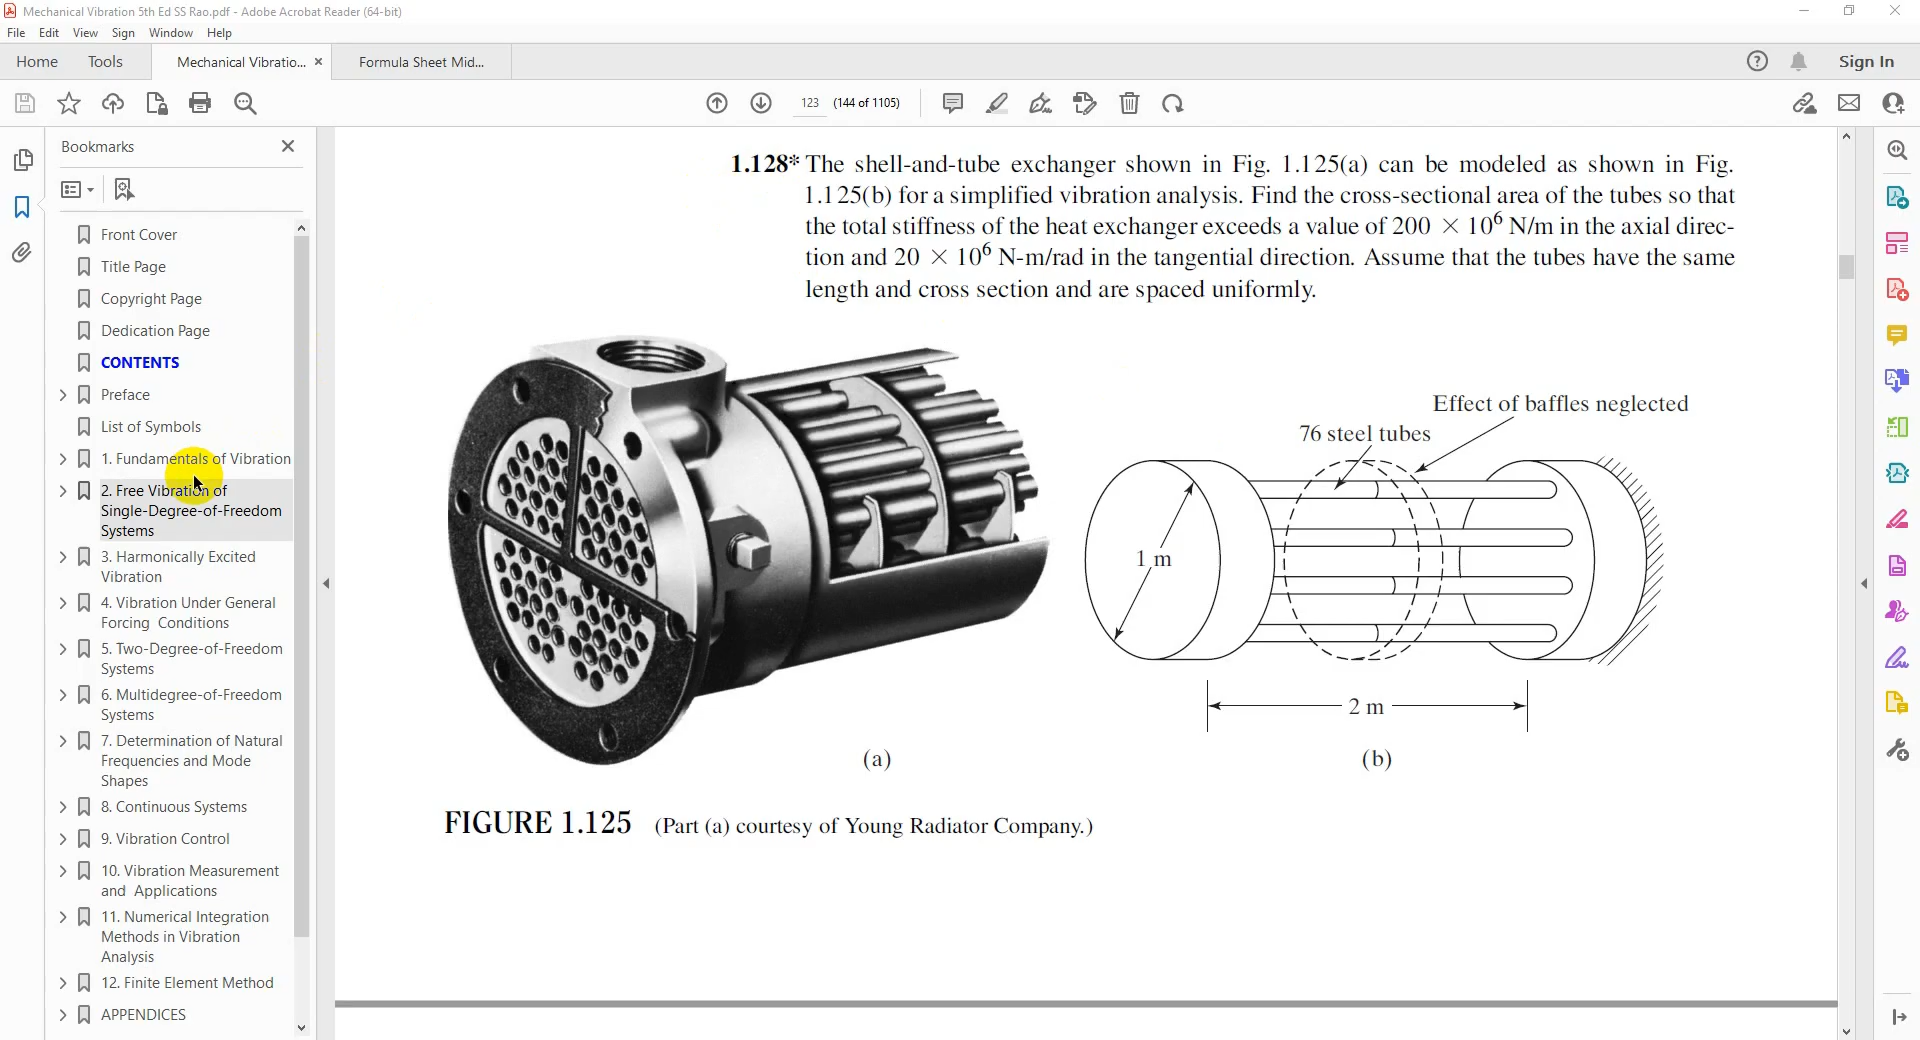 Mechanical Vibration 5th Ed SS Rao.pdf - Adobe Acrobat Reader (64-bit)
File Edit View Sign Window Help
Home Tools Mechanical Vibratio... × Formula Sheet Mid... Sign In
123 (144 of 1105)
Bookmarks
Front Cover
Title Page
Copyright Page
Dedication Page
CONTENTS
Preface
List of Symbols
1. Fundamentals of Vibration
2. Free Vibration of
Single-Degree-of-Freedom
Systems
3. Harmonically Excited
Vibration
4. Vibration Under General
Forcing Conditions
5. Two-Degree-of-Freedom
Systems
6. Multidegree-of-Freedom
Systems
7. Determination of Natural
Frequencies and Mode
Shapes
8. Continuous Systems
9. Vibration Control
10. Vibration Measurement
and Applications
11. Numerical Integration
Methods in Vibration
Analysis
12. Finite Element Method
APPENDICES
1.128* The shell-and-tube exchanger shown in Fig. 1.125(a) can be modeled as shown in Fig.
1.125(b) for a simplified vibration analysis. Find the cross-sectional area of the tubes so that
the total stiffness of the heat exchanger exceeds a value of 200 × 10⁶ N/m in the axial direc-
tion and 20 × 10⁶ N-m/rad in the tangential direction. Assume that the tubes have the same
length and cross section and are spaced uniformly.
Effect of baffles neglected
76 steel tubes
1 m
2 m
(a) (b)
FIGURE 1.125 (Part (a) courtesy of Young Radiator Company.)